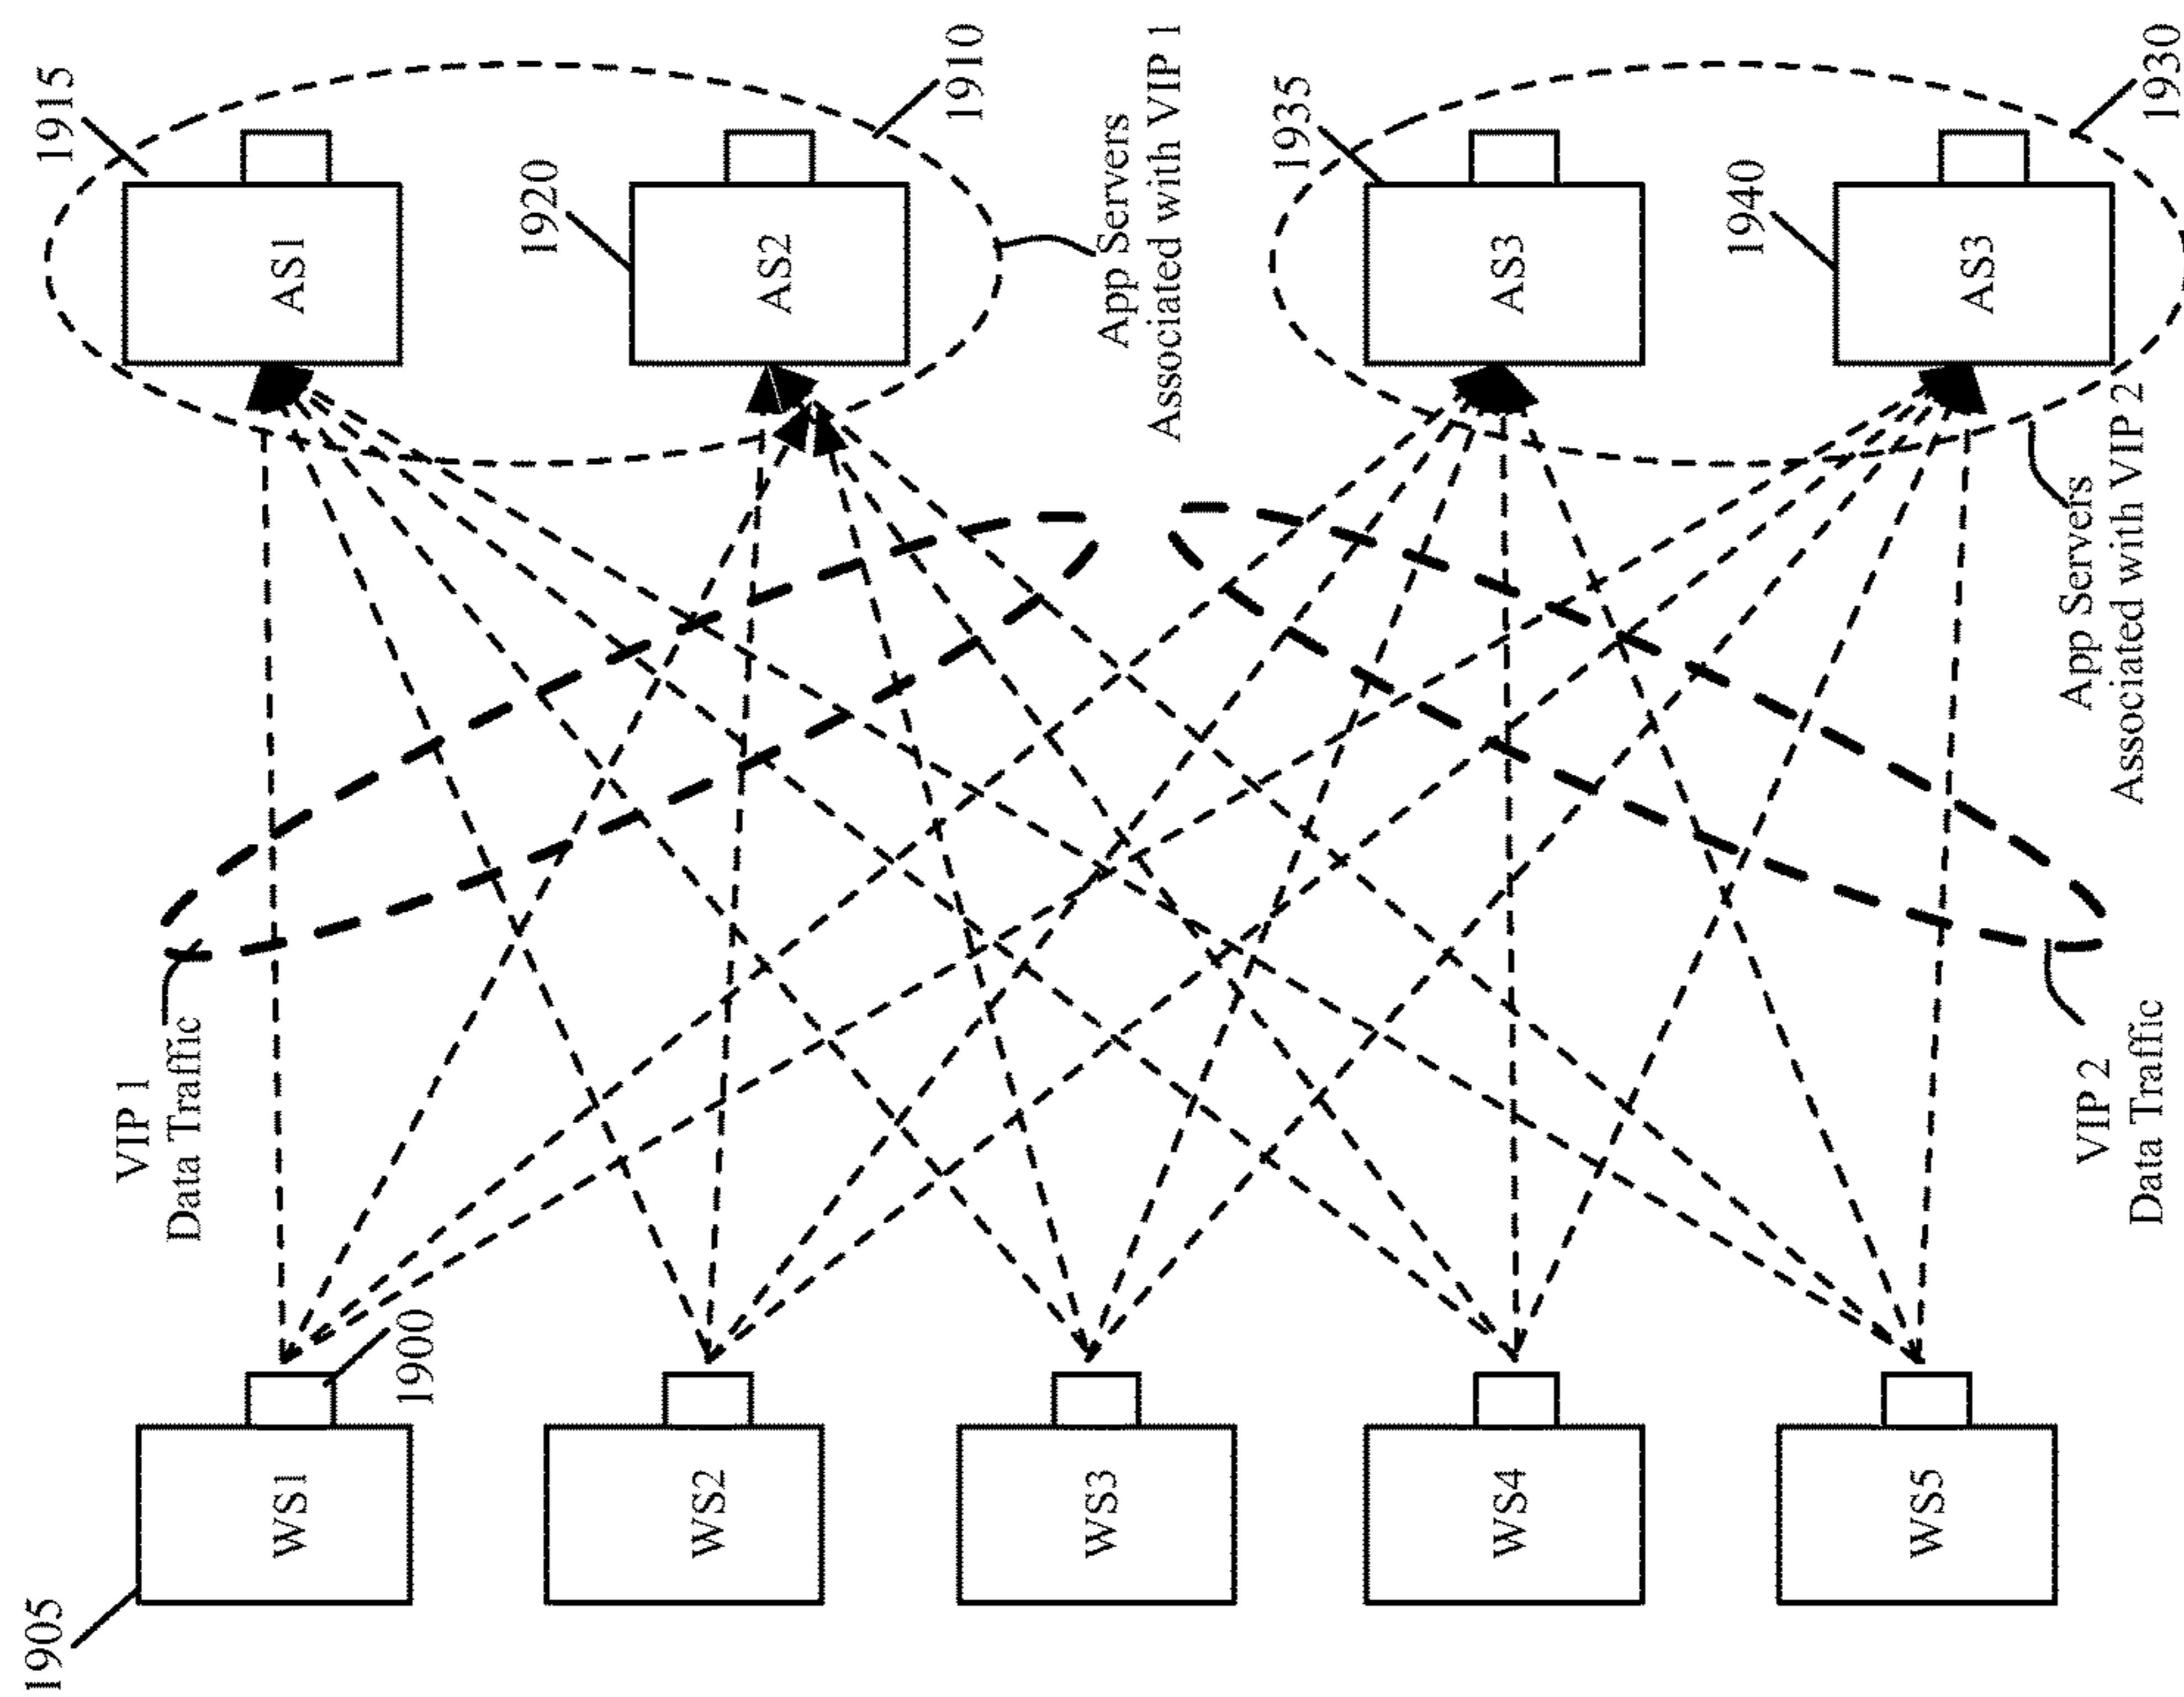 1905
1915
VIP 1
Data Traffic
WS1
AS1
1900
1920
WS2
AS2
1910
WS3
App Servers
Associated with VIP 1
1935
WS4
AS3
1940
WS5
AS3
VIP 2
Data Traffic
App Servers
Associated with VIP 2
1930